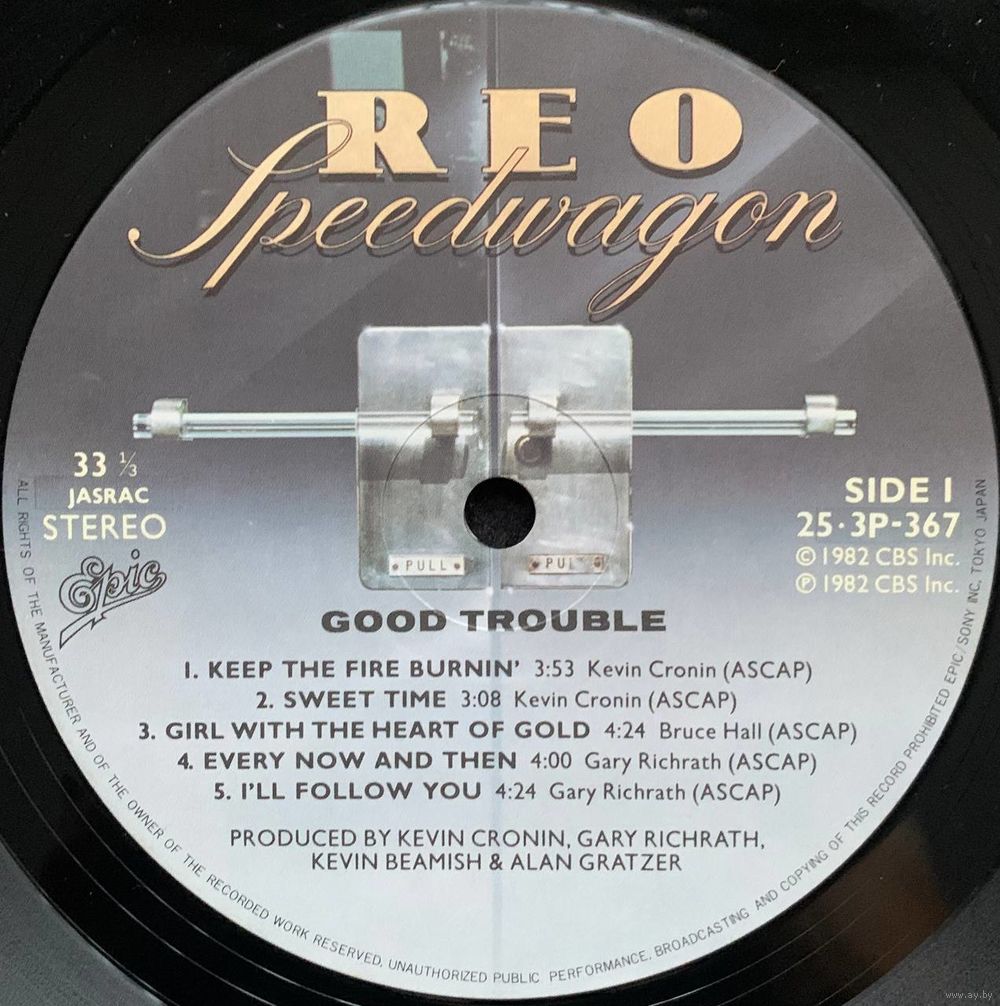 REO
Speedwagon
33 ⅓
JASRAC
STEREO
Epic
SIDE 1
25·3P-367
© 1982 CBS Inc.
℗ 1982 CBS Inc.
PULL
PUL
GOOD TROUBLE
1. KEEP THE FIRE BURNIN' 3:53 Kevin Cronin (ASCAP)
2. SWEET TIME 3:08 Kevin Cronin (ASCAP)
3. GIRL WITH THE HEART OF GOLD 4:24 Bruce Hall (ASCAP)
4. EVERY NOW AND THEN 4:00 Gary Richrath (ASCAP)
5. I'LL FOLLOW YOU 4:24 Gary Richrath (ASCAP)
PRODUCED BY KEVIN CRONIN, GARY RICHRATH,
KEVIN BEAMISH & ALAN GRATZER
ALL RIGHTS OF THE MANUFACTURER AND OF THE OWNER OF THE RECORDED WORK RESERVED. UNAUTHORIZED PUBLIC PERFORMANCE, BROADCASTING AND COPYING OF THIS RECORD PROHIBITED EPIC/SONY INC. TOKYO JAPAN
www.ay.by